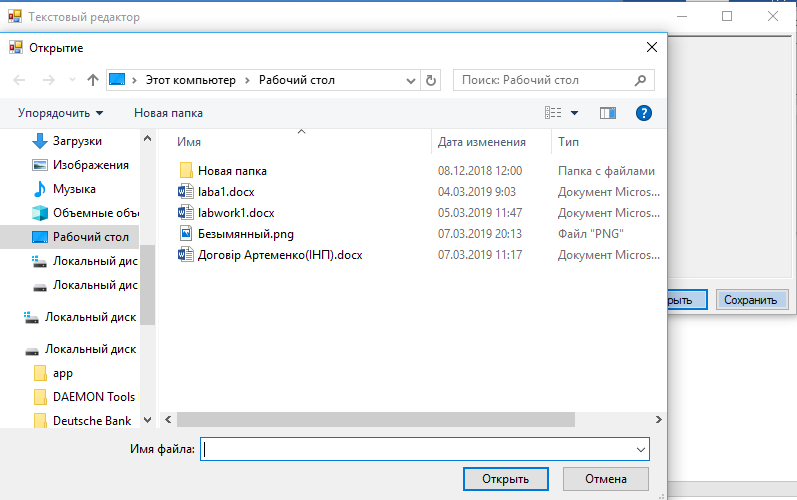 Текстовый редактор
Открытие
Этот компьютер
Рабочий стол
Поиск: Рабочий стол
Упорядочить
Новая папка
Загрузки
Изображения
Музыка
Объемные объ
Рабочий стол
Локальный дис
Локальный дис
Локальный диск
Локальный диск
app
DAEMON Tools
Deutsche Bank
Имя Дата изменения Тип
Новая папка 08.12.2018 12:00 Папка с файлами
laba1.docx 04.03.2019 9:03 Документ Micros...
labwork1.docx 05.03.2019 11:47 Документ Micros...
Безымянный.png 07.03.2019 20:13 Файл "PNG"
Договір Артеменко(ІНП).docx 07.03.2019 11:17 Документ Micros...
рыть
Сохранить
Имя файла:
Открыть
Отмена